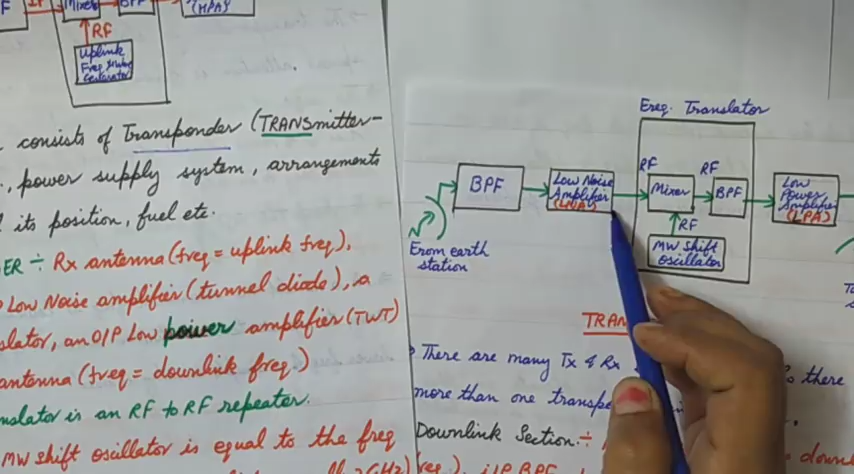 Mixer
BPF
(HPA)
RF
Uplink
Freq
consists of Transponder (TRANSmitter-
power supply system, arrangements
its position, fuel etc.
ER ÷ Rx antenna (freq = uplink freq),
Low Noise amplifier (tunnel diode), a
slator, an O/P Low power amplifier (TWT)
antenna (freq = downlink freq.)
nslator is an RF to RF repeater.
MW shift oscillator is equal to the freq
Freq. Translator
BPF
Low Noise
Amplifier
(LNA)
RF
Mixer
RF
BPF
Low
Power
Amplifier
(LPA)
RF
MW shift
oscillator
From earth
station
TRAN
There are many Tx & Rx
there
more than one transpo
Downlink Section ÷
i/p BPF